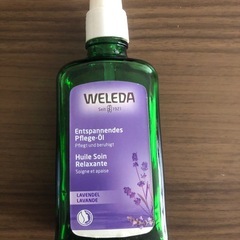 WELEDA
Seit 1921
Entspannendes
Pflege-Öl
Pflegt und beruhigt
Huile Soin
Relaxante
Soigne et apaise
LAVENDEL
LAVANDE